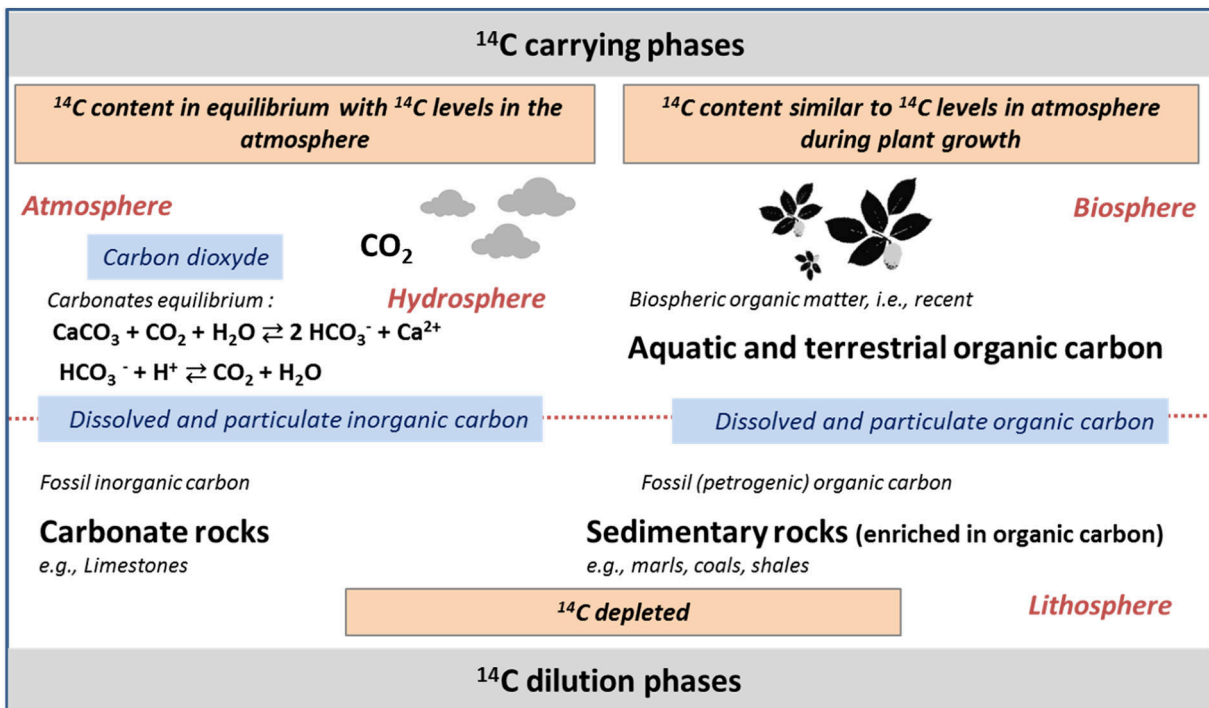 ¹⁴C carrying phases
¹⁴C content in equilibrium with ¹⁴C levels in the
atmosphere
¹⁴C content similar to ¹⁴C levels in atmosphere
during plant growth
Atmosphere
Biosphere
Carbon dioxyde
CO₂
Hydrosphere
Carbonates equilibrium :
CaCO₃ + CO₂ + H₂O ⇄ 2 HCO₃⁻ + Ca²⁺
HCO₃ ⁻ + H⁺ ⇄ CO₂ + H₂O
Biospheric organic matter, i.e., recent
Aquatic and terrestrial organic carbon
Dissolved and particulate inorganic carbon
Dissolved and particulate organic carbon
Fossil inorganic carbon
Carbonate rocks
e.g., Limestones
Fossil (petrogenic) organic carbon
Sedimentary rocks (enriched in organic carbon)
e.g., marls, coals, shales
¹⁴C depleted
Lithosphere
¹⁴C dilution phases